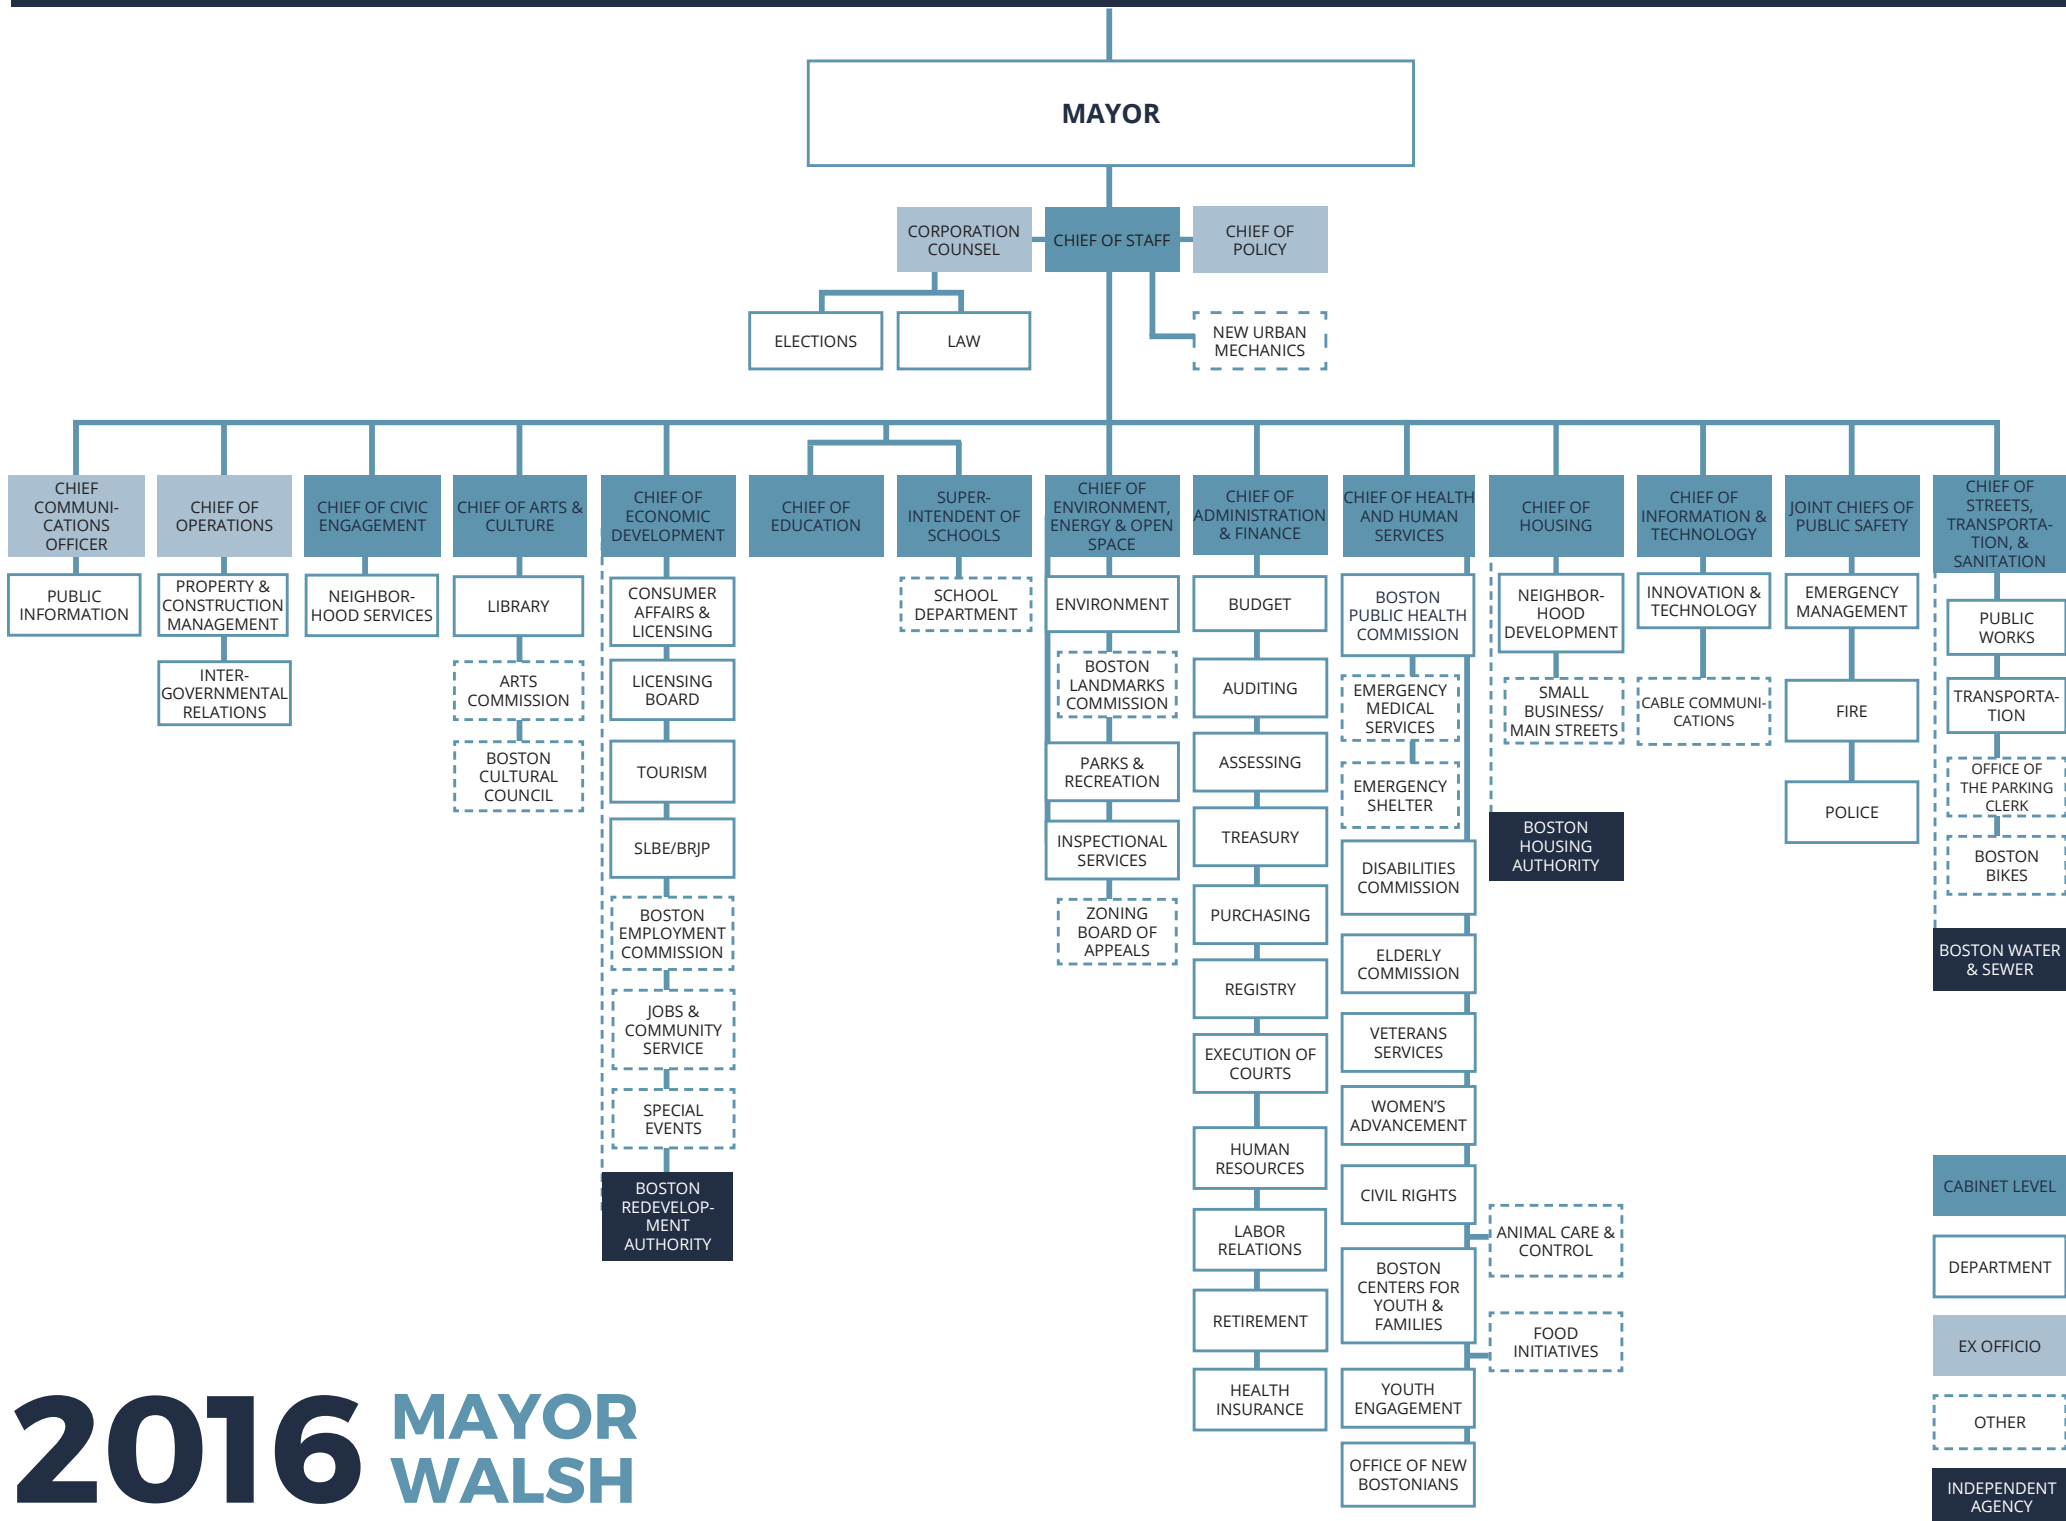 MAYOR
CORPORATION
COUNSEL
CHIEF OF STAFF
CHIEF OF
POLICY
ELECTIONS
LAW
NEW URBAN
MECHANICS
CHIEF
COMMUNI-
CATIONS
OFFICER
PUBLIC
INFORMATION
CHIEF OF
OPERATIONS
PROPERTY &
CONSTRUCTION
MANAGEMENT
INTER-
GOVERNMENTAL
RELATIONS
CHIEF OF CIVIC
ENGAGEMENT
NEIGHBOR-
HOOD SERVICES
CHIEF OF ARTS &
CULTURE
LIBRARY
ARTS
COMMISSION
BOSTON
CULTURAL
COUNCIL
CHIEF OF
ECONOMIC
DEVELOPMENT
CONSUMER
AFFAIRS &
LICENSING
LICENSING
BOARD
TOURISM
SLBE/BRJP
BOSTON
EMPLOYMENT
COMMISSION
JOBS &
COMMUNITY
SERVICE
SPECIAL
EVENTS
BOSTON
REDEVELOP-
MENT
AUTHORITY
CHIEF OF
EDUCATION
SUPER-
INTENDENT OF
SCHOOLS
SCHOOL
DEPARTMENT
CHIEF OF
ENVIRONMENT,
ENERGY & OPEN
SPACE
ENVIRONMENT
BOSTON
LANDMARKS
COMMISSION
PARKS &
RECREATION
INSPECTIONAL
SERVICES
ZONING
BOARD OF
APPEALS
CHIEF OF
ADMINISTRATION
& FINANCE
BUDGET
AUDITING
ASSESSING
TREASURY
PURCHASING
REGISTRY
EXECUTION OF
COURTS
HUMAN
RESOURCES
LABOR
RELATIONS
RETIREMENT
HEALTH
INSURANCE
CHIEF OF HEALTH
AND HUMAN
SERVICES
BOSTON
PUBLIC HEALTH
COMMISSION
EMERGENCY
MEDICAL
SERVICES
EMERGENCY
SHELTER
DISABILITIES
COMMISSION
ELDERLY
COMMISSION
VETERANS
SERVICES
WOMEN'S
ADVANCEMENT
CIVIL RIGHTS
ANIMAL CARE &
CONTROL
BOSTON
CENTERS FOR
YOUTH &
FAMILIES
FOOD
INITIATIVES
YOUTH
ENGAGEMENT
OFFICE OF NEW
BOSTONIANS
CHIEF OF
HOUSING
NEIGHBOR-
HOOD
DEVELOPMENT
SMALL
BUSINESS/
MAIN STREETS
BOSTON
HOUSING
AUTHORITY
CHIEF OF
INFORMATION &
TECHNOLOGY
INNOVATION &
TECHNOLOGY
CABLE COMMUNI-
CATIONS
JOINT CHIEFS OF
PUBLIC SAFETY
EMERGENCY
MANAGEMENT
FIRE
POLICE
CHIEF OF
STREETS,
TRANSPORTA-
TION, &
SANITATION
PUBLIC
WORKS
TRANSPORTA-
TION
OFFICE OF
THE PARKING
CLERK
BOSTON
BIKES
BOSTON WATER
& SEWER
CABINET LEVEL
DEPARTMENT
EX OFFICIO
OTHER
INDEPENDENT
AGENCY
2016 MAYOR
WALSH